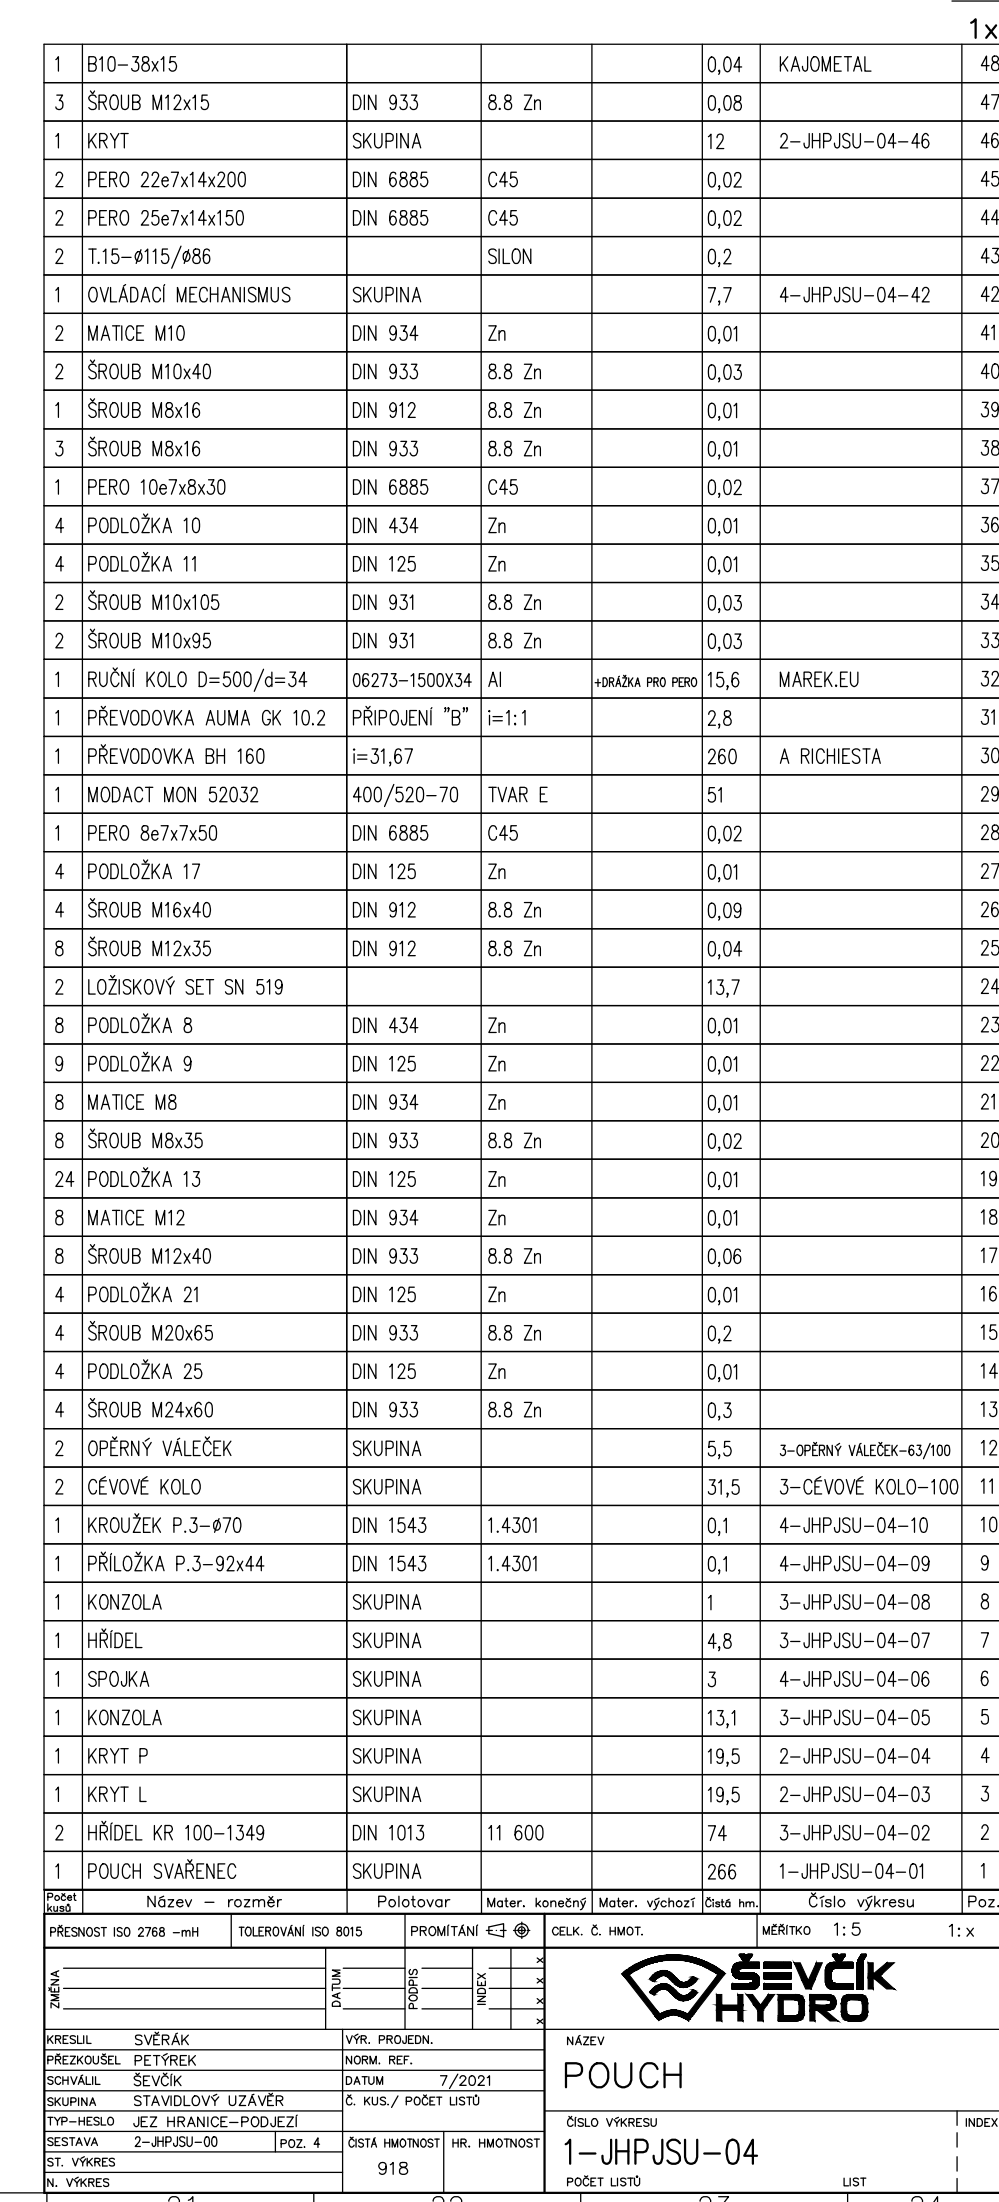 1x
1 B10-38x15 0,04 KAJOMETAL 48
3 ŠROUB M12x15 DIN 933 8.8 Zn 0,08 47
1 KRYT SKUPINA 12 2-JHPJSU-04-46 46
2 PERO 22e7x14x200 DIN 6885 C45 0,02 45
2 PERO 25e7x14x150 DIN 6885 C45 0,02 44
2 T.15-ø115/ø86 SILON 0,2 43
1 OVLÁDACÍ MECHANISMUS SKUPINA 7,7 4-JHPJSU-04-42 42
2 MATICE M10 DIN 934 Zn 0,01 41
2 ŠROUB M10x40 DIN 933 8.8 Zn 0,03 40
1 ŠROUB M8x16 DIN 912 8.8 Zn 0,01 39
3 ŠROUB M8x16 DIN 933 8.8 Zn 0,01 38
1 PERO 10e7x8x30 DIN 6885 C45 0,02 37
4 PODLOŽKA 10 DIN 434 Zn 0,01 36
4 PODLOŽKA 11 DIN 125 Zn 0,01 35
2 ŠROUB M10x105 DIN 931 8.8 Zn 0,03 34
2 ŠROUB M10x95 DIN 931 8.8 Zn 0,03 33
1 RUČNÍ KOLO D=500/d=34 06273-1500X34 Al +DRÁŽKA PRO PERO 15,6 MAREK.EU 32
1 PŘEVODOVKA AUMA GK 10.2 PŘIPOJENÍ "B" i=1:1 2,8 31
1 PŘEVODOVKA BH 160 i=31,67 260 A RICHIESTA 30
1 MODACT MON 52032 400/520-70 TVAR E 51 29
1 PERO 8e7x7x50 DIN 6885 C45 0,02 28
4 PODLOŽKA 17 DIN 125 Zn 0,01 27
4 ŠROUB M16x40 DIN 912 8.8 Zn 0,09 26
8 ŠROUB M12x35 DIN 912 8.8 Zn 0,04 25
2 LOŽISKOVÝ SET SN 519 13,7 24
8 PODLOŽKA 8 DIN 434 Zn 0,01 23
9 PODLOŽKA 9 DIN 125 Zn 0,01 22
8 MATICE M8 DIN 934 Zn 0,01 21
8 ŠROUB M8x35 DIN 933 8.8 Zn 0,02 20
24 PODLOŽKA 13 DIN 125 Zn 0,01 19
8 MATICE M12 DIN 934 Zn 0,01 18
8 ŠROUB M12x40 DIN 933 8.8 Zn 0,06 17
4 PODLOŽKA 21 DIN 125 Zn 0,01 16
4 ŠROUB M20x65 DIN 933 8.8 Zn 0,2 15
4 PODLOŽKA 25 DIN 125 Zn 0,01 14
4 ŠROUB M24x60 DIN 933 8.8 Zn 0,3 13
2 OPĚRNÝ VÁLEČEK SKUPINA 5,5 3-OPĚRNÝ VÁLEČEK-63/100 12
2 CÉVOVÉ KOLO SKUPINA 31,5 3-CÉVOVÉ KOLO-100 11
1 KROUŽEK P.3-ø70 DIN 1543 1.4301 0,1 4-JHPJSU-04-10 10
1 PŘÍLOŽKA P.3-92x44 DIN 1543 1.4301 0,1 4-JHPJSU-04-09 9
1 KONZOLA SKUPINA 1 3-JHPJSU-04-08 8
1 HŘÍDEL SKUPINA 4,8 3-JHPJSU-04-07 7
1 SPOJKA SKUPINA 3 4-JHPJSU-04-06 6
1 KONZOLA SKUPINA 13,1 3-JHPJSU-04-05 5
1 KRYT P SKUPINA 19,5 2-JHPJSU-04-04 4
1 KRYT L SKUPINA 19,5 2-JHPJSU-04-03 3
2 HŘÍDEL KR 100-1349 DIN 1013 11 600 74 3-JHPJSU-04-02 2
1 POUCH SVAŘENEC SKUPINA 266 1-JHPJSU-04-01 1
Počet kusů Název - rozměr Polotovar Mater. konečný Mater. výchozí Čistá hm. Číslo výkresu Poz.
PŘESNOST ISO 2768 -mH TOLEROVÁNÍ ISO 8015 PROMÍTÁNÍ CELK. Č. HMOT. MĚŘÍTKO 1:5 1:x
ZMĚNA DATUM PODPIS INDEX x x x x
ŠEVČÍK
HYDRO
KRESLIL SVĚRÁK VÝR. PROJEDN.
PŘEZKOUŠEL PETÝREK NORM. REF.
SCHVÁLIL ŠEVČÍK DATUM 7/2021
SKUPINA STAVIDLOVÝ UZÁVĚR Č. KUS./ POČET LISTŮ
TYP-HESLO JEZ HRANICE-PODJEZÍ
SESTAVA 2-JHPJSU-00 POZ. 4 ČISTÁ HMOTNOST HR. HMOTNOST
ST. VÝKRES 918
N. VÝKRES
NÁZEV
POUCH
ČÍSLO VÝKRESU INDEX
1-JHPJSU-04
POČET LISTŮ LIST